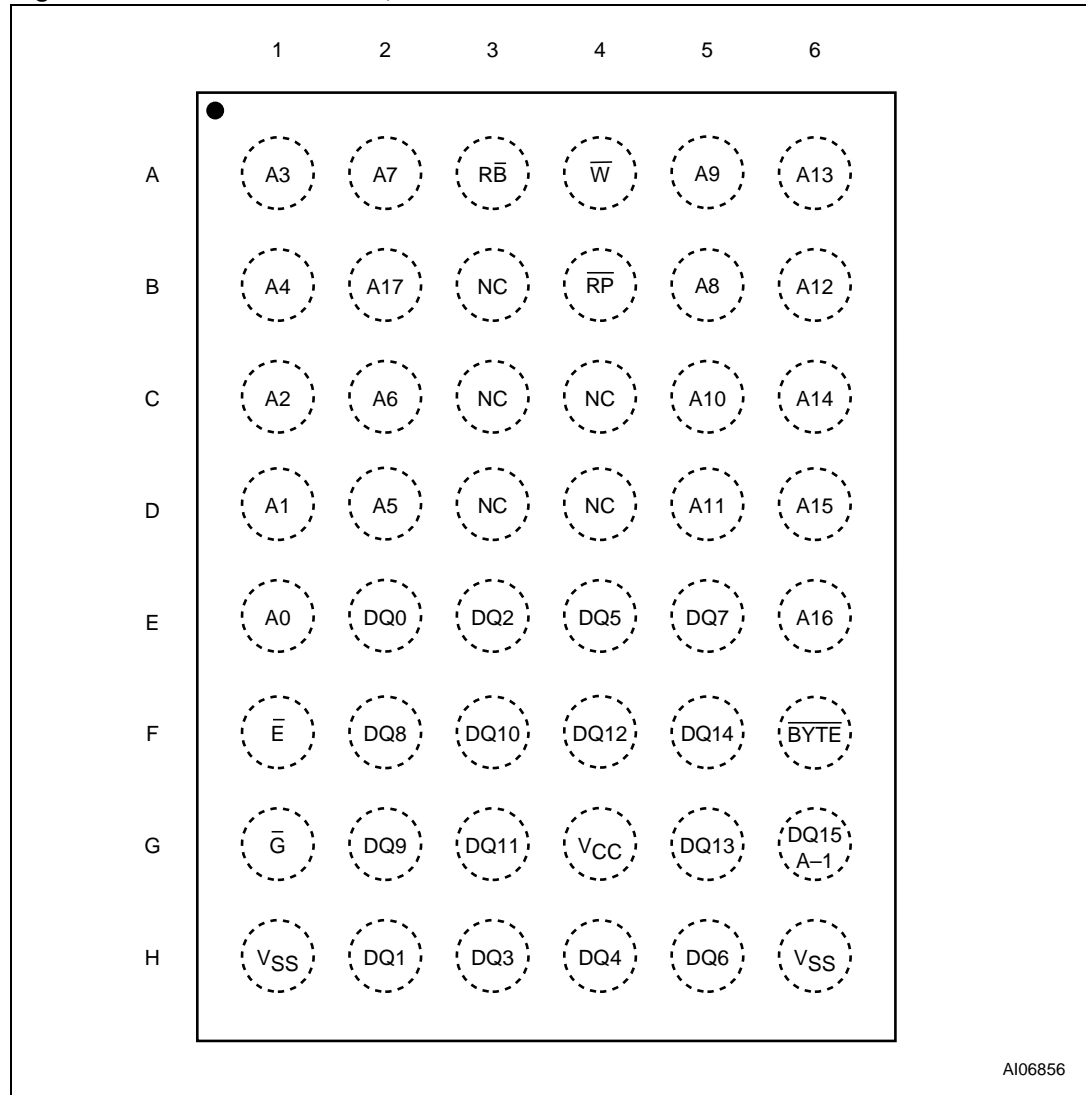 1 2 3 4 5 6
A A3 A7 RB̅ W̅ A9 A13
B A4 A17 NC R̅P̅ A8 A12
C A2 A6 NC NC A10 A14
D A1 A5 NC NC A11 A15
E A0 DQ0 DQ2 DQ5 DQ7 A16
F E̅ DQ8 DQ10 DQ12 DQ14 B̅Y̅T̅E̅
G G̅ DQ9 DQ11 VCC DQ13 DQ15
A–1
H VSS DQ1 DQ3 DQ4 DQ6 VSS
AI06856